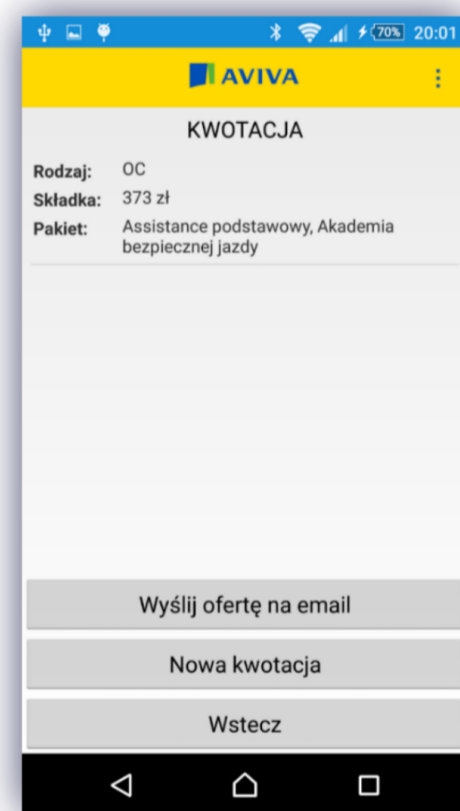 70% 20:01
AVIVA
KWOTACJA
Rodzaj: OC
Składka: 373 zł
Pakiet: Assistance podstawowy, Akademia
bezpiecznej jazdy
Wyślij ofertę na email
Nowa kwotacja
Wstecz